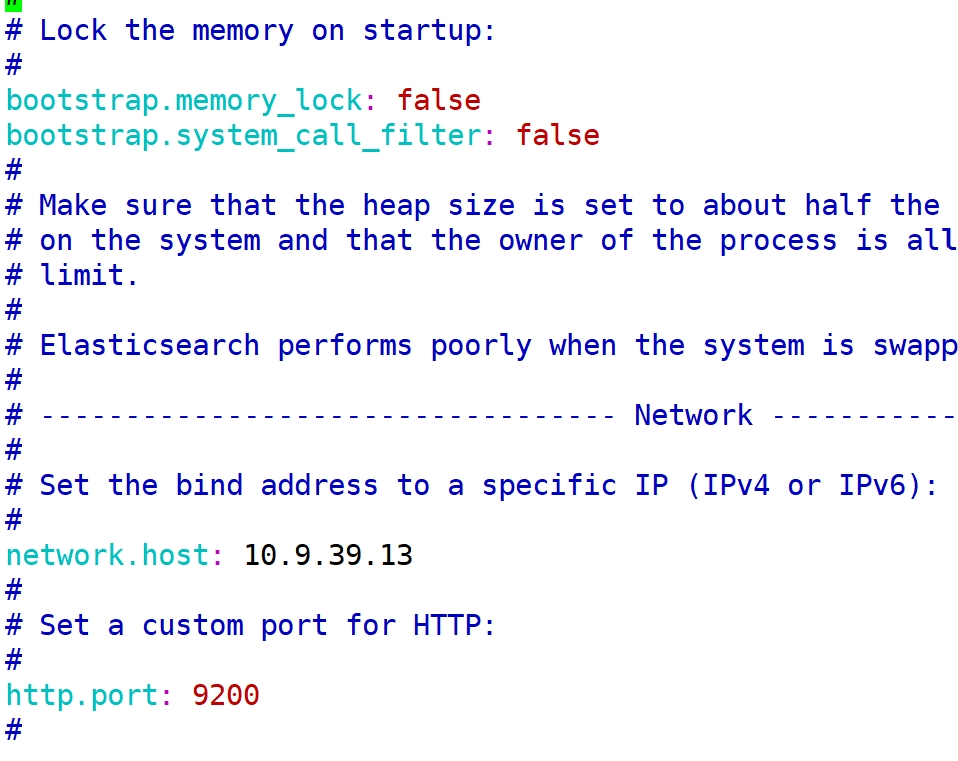 #
# Lock the memory on startup:
#
bootstrap.memory_lock: false
bootstrap.system_call_filter: false
#
# Make sure that the heap size is set to about half the
# on the system and that the owner of the process is all
# limit.
#
# Elasticsearch performs poorly when the system is swapp
#
# ---------------------------------- Network -----------
#
# Set the bind address to a specific IP (IPv4 or IPv6):
#
network.host: 10.9.39.13
#
# Set a custom port for HTTP:
#
http.port: 9200
#